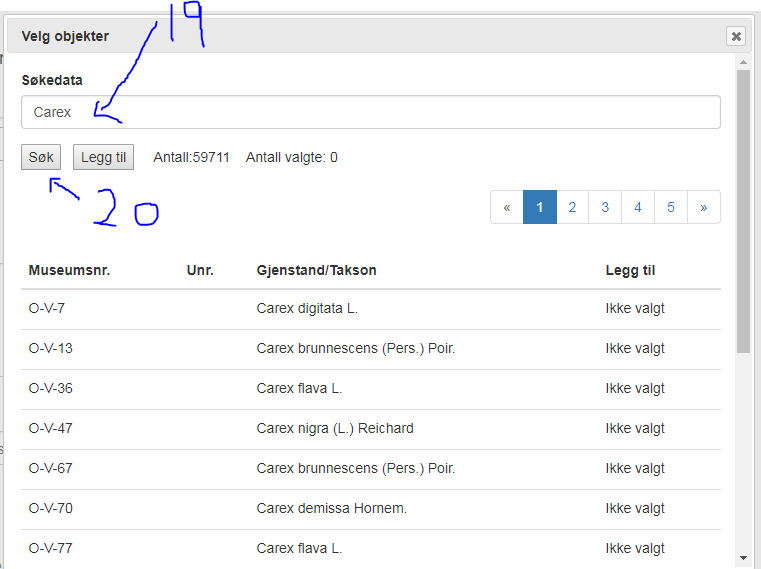 19
Velg objekter
Søkedata
Carex
Søk Legg til Antall:59711 Antall valgte: 0
20
« 1 2 3 4 5 »
Museumsnr. Unr. Gjenstand/Takson Legg til
O-V-7 Carex digitata L. Ikke valgt
O-V-13 Carex brunnescens (Pers.) Poir. Ikke valgt
O-V-36 Carex flava L. Ikke valgt
O-V-47 Carex nigra (L.) Reichard Ikke valgt
O-V-67 Carex brunnescens (Pers.) Poir. Ikke valgt
O-V-70 Carex demissa Hornem. Ikke valgt
O-V-77 Carex flava L. Ikke valgt